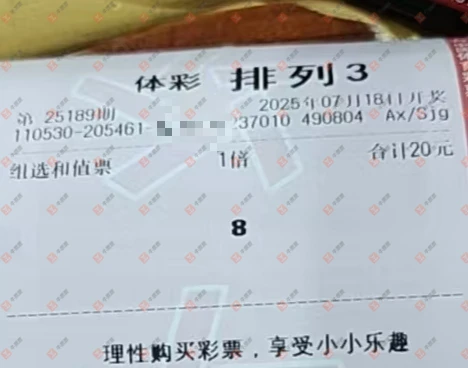 体彩 排列3
第 25189期 2025年07月18日开奖
110530-205461- 37010 490804 Ax/Sjg
组选和值票 1倍 合计20元
8
理性购买彩票，享受小小乐趣